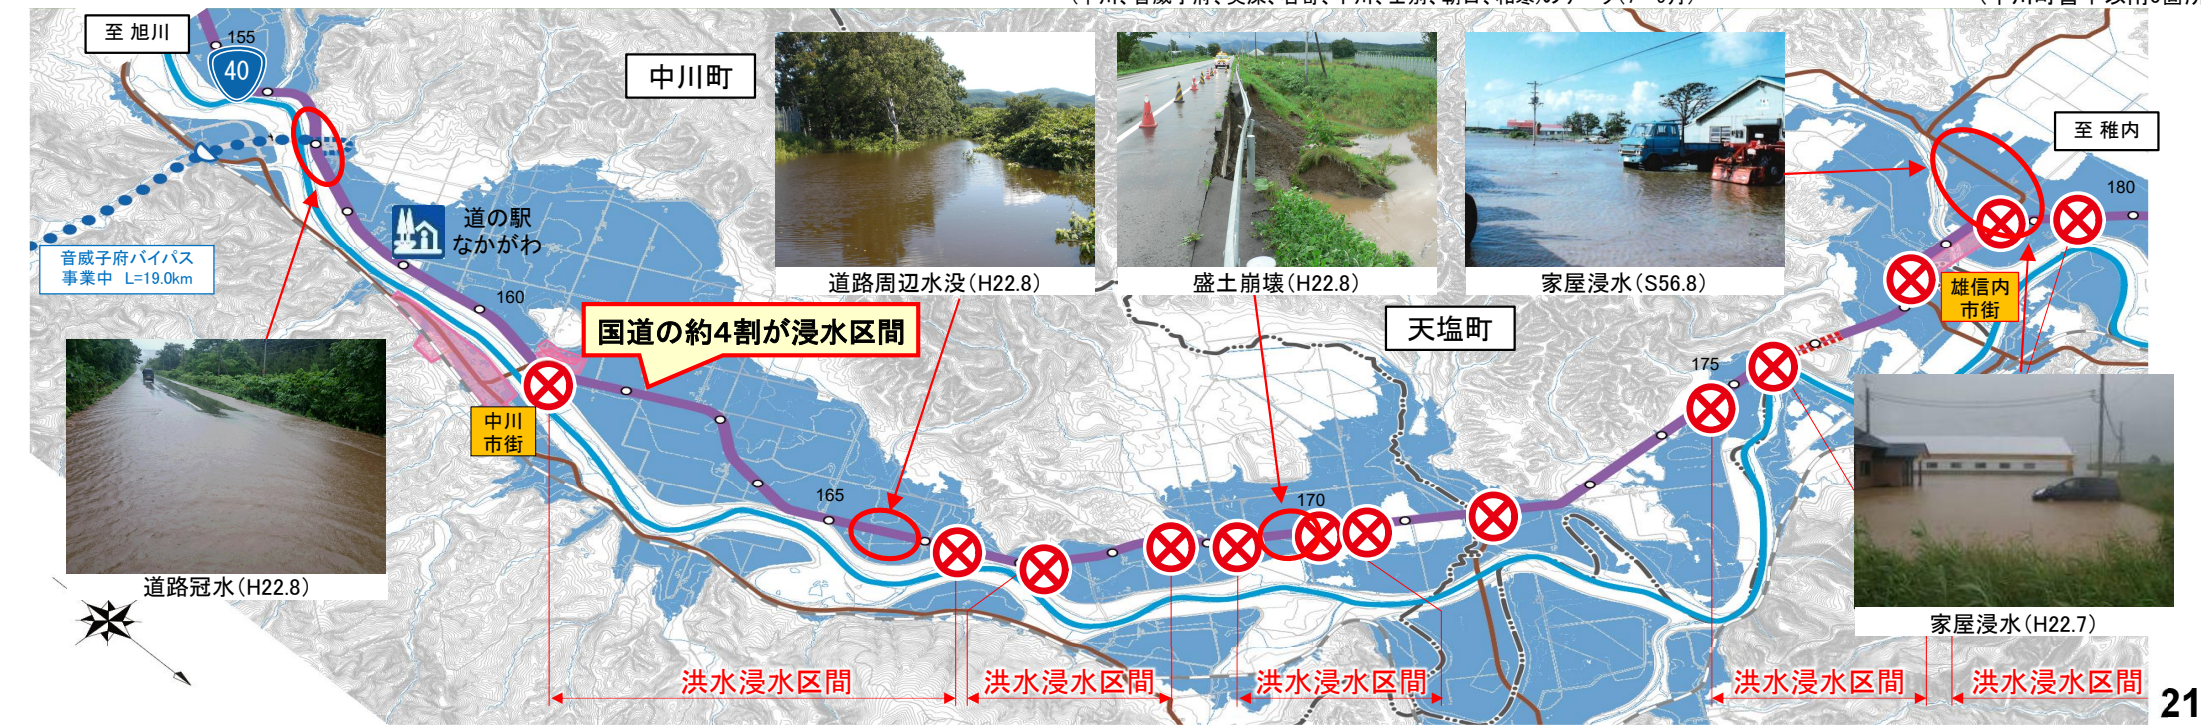 至 旭川
155
40
中川町
至 稚内
180
道の駅
なかがわ
音威子府バイパス
事業中 L=19.0km
160
道路周辺水没(H22.8)
盛土崩壊(H22.8)
家屋浸水(S56.8)
雄信内
市街
国道の約4割が浸水区間
天塩町
175
中川
市街
165
170
道路冠水(H22.8)
家屋浸水(H22.7)
洪水浸水区間
洪水浸水区間
洪水浸水区間
洪水浸水区間
洪水浸水区間
21